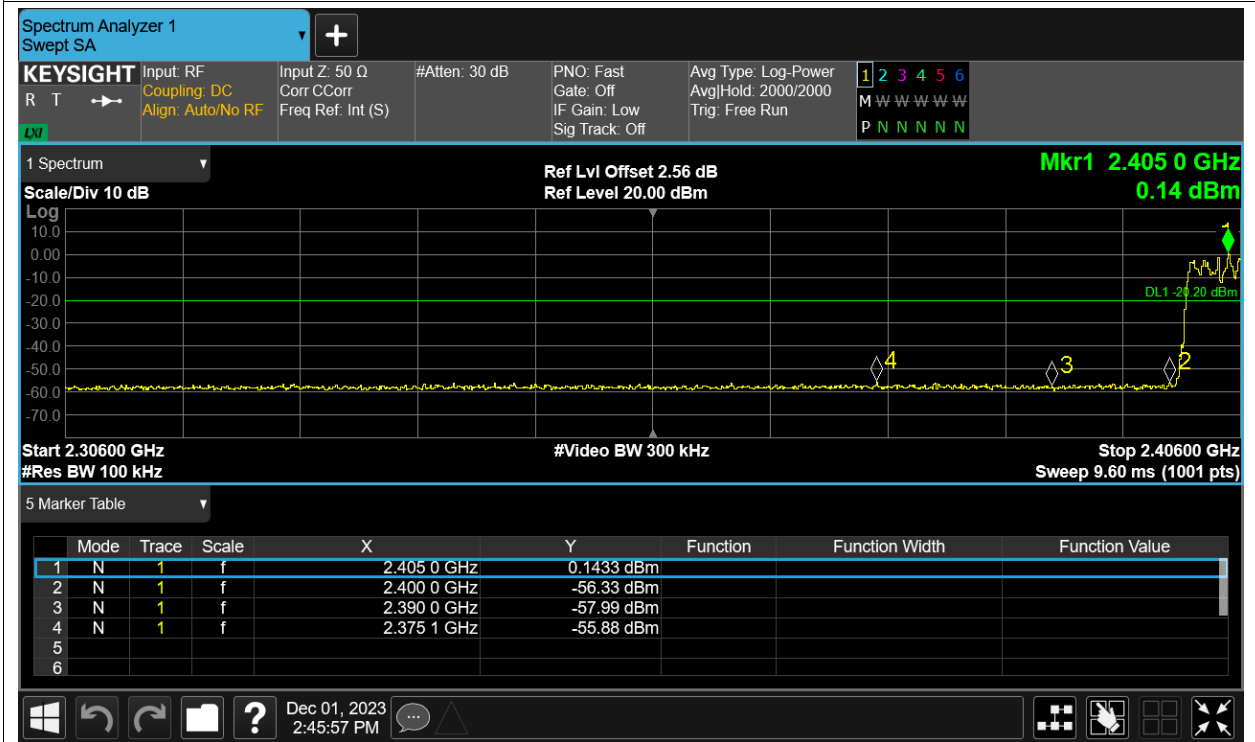 Spectrum Analyzer 1
Swept SA
KEYSIGHT
R T
LXI
Input: RF
Coupling: DC
Align: Auto/No RF
Input Z: 50 Ω
Corr CCorr
Freq Ref: Int (S)
#Atten: 30 dB
PNO: Fast
Gate: Off
IF Gain: Low
Sig Track: Off
Avg Type: Log-Power
Avg|Hold: 2000/2000
Trig: Free Run
1 2 3 4 5 6
M W W W W W
P N N N N N
1 Spectrum
Scale/Div 10 dB
Ref Lvl Offset 2.56 dB
Ref Level 20.00 dBm
Mkr1 2.405 0 GHz
0.14 dBm
Log
10.0
0.00
-10.0
-20.0
-30.0
-40.0
-50.0
-60.0
-70.0
1
DL1 -20.20 dBm
4
3
2
Start 2.30600 GHz
#Res BW 100 kHz
#Video BW 300 kHz
Stop 2.40600 GHz
Sweep 9.60 ms (1001 pts)
5 Marker Table
Mode Trace Scale X Y Function Function Width Function Value
1 N 1 f 2.405 0 GHz 0.1433 dBm
2 N 1 f 2.400 0 GHz -56.33 dBm
3 N 1 f 2.390 0 GHz -57.99 dBm
4 N 1 f 2.375 1 GHz -55.88 dBm
5
6
?
Dec 01, 2023
2:45:57 PM